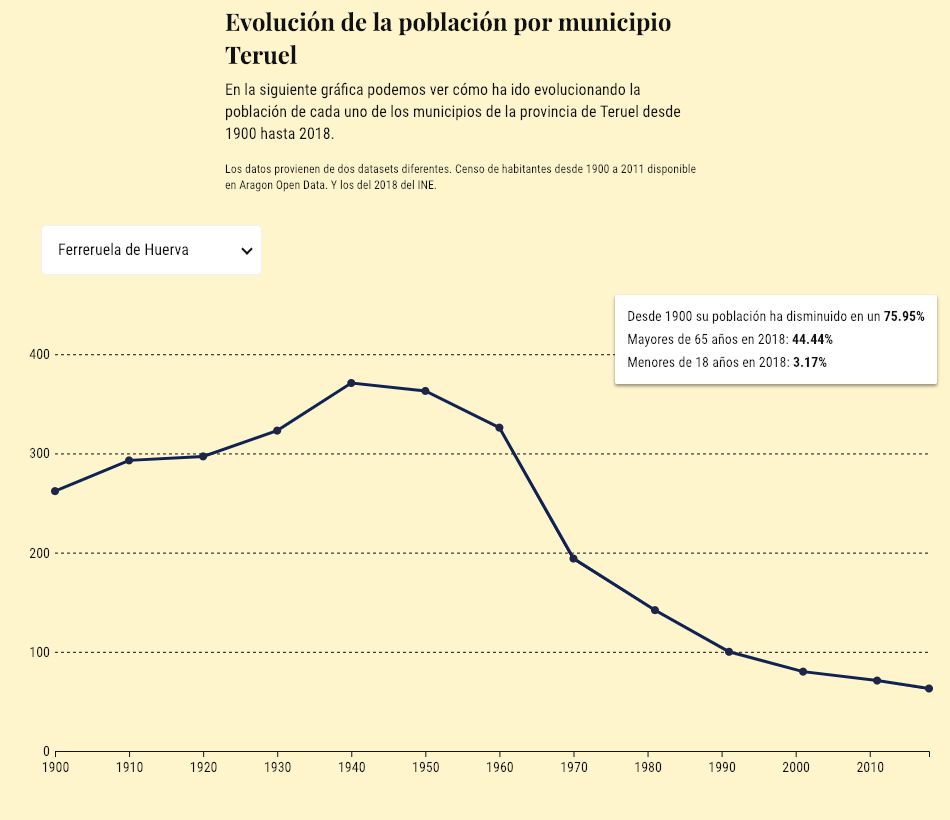 Evolución de la población por municipio
Teruel
En la siguiente gráfica podemos ver cómo ha ido evolucionando la
población de cada uno de los municipios de la provincia de Teruel desde
1900 hasta 2018.
Los datos provienen de dos datasets diferentes. Censo de habitantes desde 1900 a 2011 disponible
en Aragon Open Data. Y los del 2018 del INE.
Ferreruela de Huerva
Desde 1900 su población ha disminuido en un 75.95%
Mayores de 65 años en 2018: 44.44%
Menores de 18 años en 2018: 3.17%
400
300
200
100
0
1900 1910 1920 1930 1940 1950 1960 1970 1980 1990 2000 2010